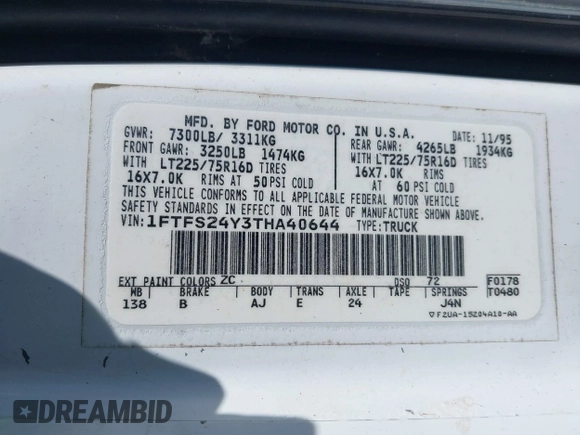 MFD. BY FORD MOTOR CO. IN U.S.A.
GVWR: 7300LB/ 3311KG DATE: 11/95
FRONT GAWR: 3250LB 1474KG REAR GAWR: 4265LB 1934KG
WITH LT225/75R16D TIRES WITH LT225/75R16D TIRES
16X7.0K RIMS AT 50 PSI COLD 16X7.0K RIMS AT 60 PSI COLD
THIS VEHICLE CONFORMS TO ALL APPLICABLE FEDERAL MOTOR VEHICLE
SAFETY STANDARDS IN EFFECT ON THE DATE OF MANUFACTURE SHOWN ABOVE.
VIN: 1FTFS24Y3THA40644 TYPE: TRUCK
EXT PAINT COLORS ZC DSO 72 F0178
WB BRAKE BODY TRANS AXLE TAPE SPRINGS T0480
138 B AJ E 24 J4N
F2UA-15204A10-AA
DREAMBID